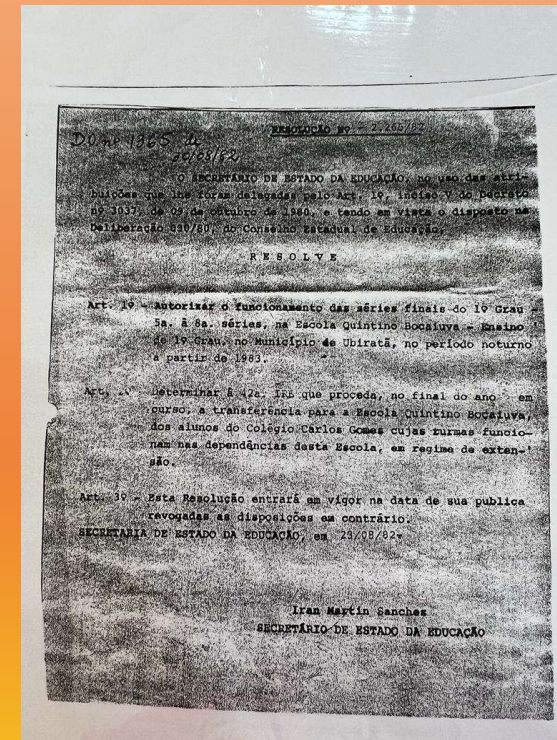 RESOLUÇÃO Nº - 2.265/82
DO nº 1365 de
30/08/82
O SECRETÁRIO DE ESTADO DA EDUCAÇÃO, no uso das atri-
buições que lhe foram delegadas pelo Art. 1º, inciso V do Decreto
nº 3037, de 09 de outubro de 1980, e tendo em vista o disposto na
Deliberação 030/80, do Conselho Estadual de Educação,
R E S O L V E
Art. 1º - Autorizar o funcionamento das séries finais do 1º Grau -
5a. à 8a. séries, na Escola Quintino Bocaiuva - Ensino
de 1º Grau, no Município de Ubiratã, no período noturno
a partir de 1983.
Art. Determinar à 42a. IRE que proceda, no final do ano em
curso, a transferência para a Escola Quintino Bocaiuva,
dos alunos do Colégio Carlos Gomes cujas turmas funcio-
nam nas dependências desta Escola, em regime de exten-
são.
Art. 3º - Esta Resolução entrará em vigor na data de sua publica
revogadas as disposições em contrário.
SECRETARIA DE ESTADO DA EDUCAÇÃO, em 23/08/82
Iran Martin Sanches
SECRETÁRIO DE ESTADO DA EDUCAÇÃO